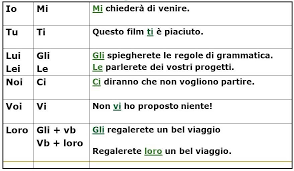 Io Mi Mi chiederà di venire.
Tu Ti Questo film ti è piaciuto.
Lui Gli Gli spiegherete le regole di grammatica.
Lei Le Le parlerete dei vostri progetti.
Noi Ci Ci diranno che non vogliono partire.
Voi Vi Non vi ho proposto niente!
Loro Gli + vb Gli regalerete un bel viaggio
Vb + loro
Regalerete loro un bel viaggio.